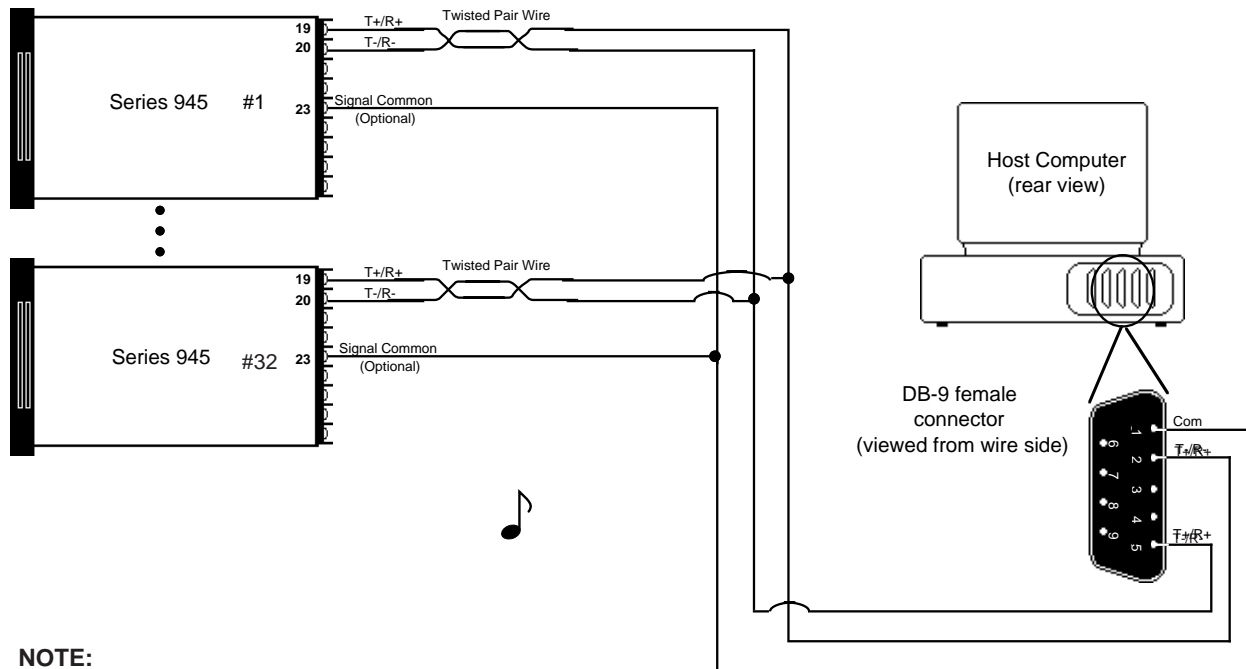 19
T+/R+
Twisted Pair Wire
20
T-/R-
Series 945 #1
23
Signal Common
(Optional)
Host Computer
(rear view)
19
T+/R+
Twisted Pair Wire
20
T-/R-
Series 945 #32
23
Signal Common
(Optional)
DB-9 female
connector
(viewed from wire side)
1
Com
6
2
7
3
8
4
9
5
NOTE: